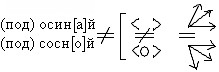 (под) осин[а]й
(под) сосн[о]й
≠ [ < > ≠ <о> =